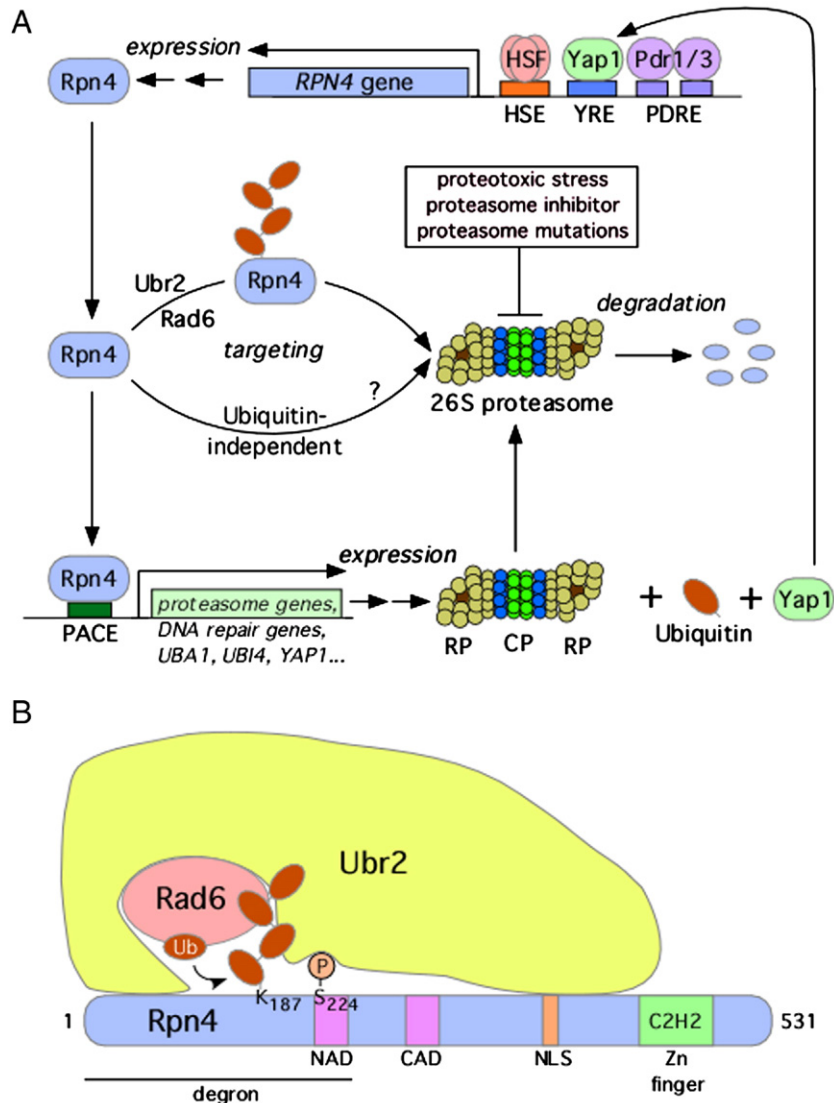 A
expression
Rpn4
RPN4 gene
HSF
Yap1
Pdr1/3
HSE
YRE
PDRE
proteotoxic stress
proteasome inhibitor
proteasome mutations
Ubr2
Rpn4
Rad6
degradation
Rpn4
targeting
?
26S proteasome
Ubiquitin-
independent
expression
Rpn4
proteasome genes,
DNA repair genes,
UBA1, UBI4, YAP1...
PACE
RP
CP
RP
+
+
Ubiquitin
Yap1
B
Ubr2
Rad6
Ub
P
K187
S224
1
Rpn4
C2H2
531
NAD
CAD
NLS
Zn
finger
degron